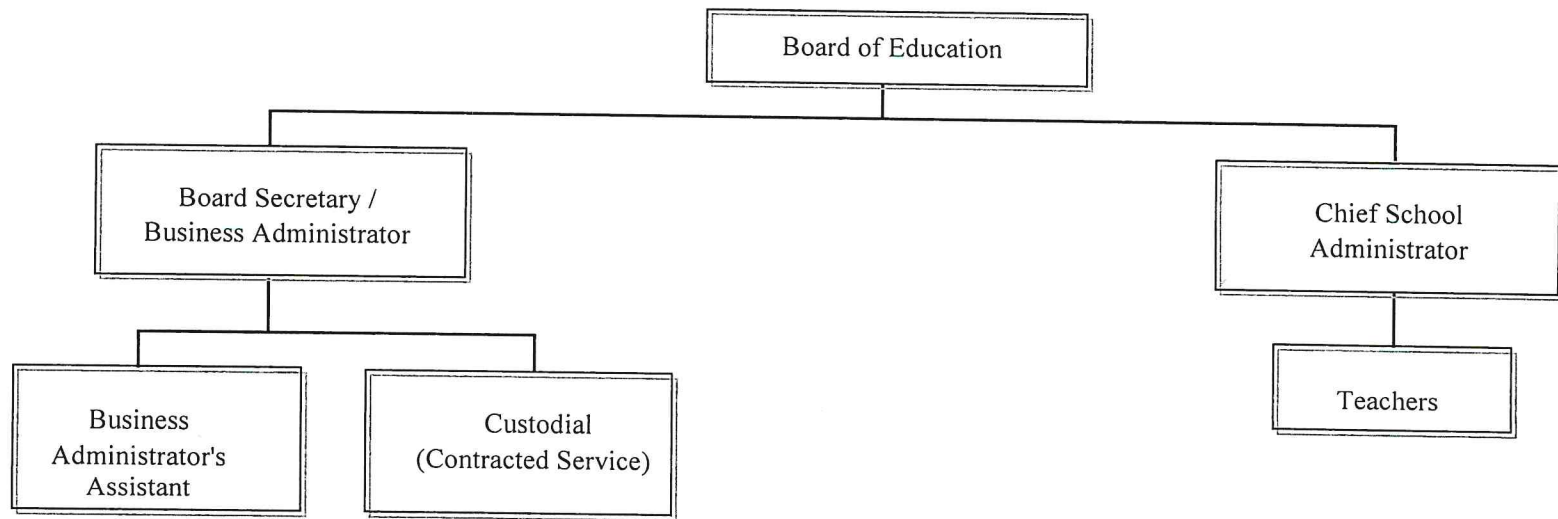 Board of Education
Board Secretary /
Business Administrator
Chief School
Administrator
Business
Administrator's
Assistant
Custodial
(Contracted Service)
Teachers